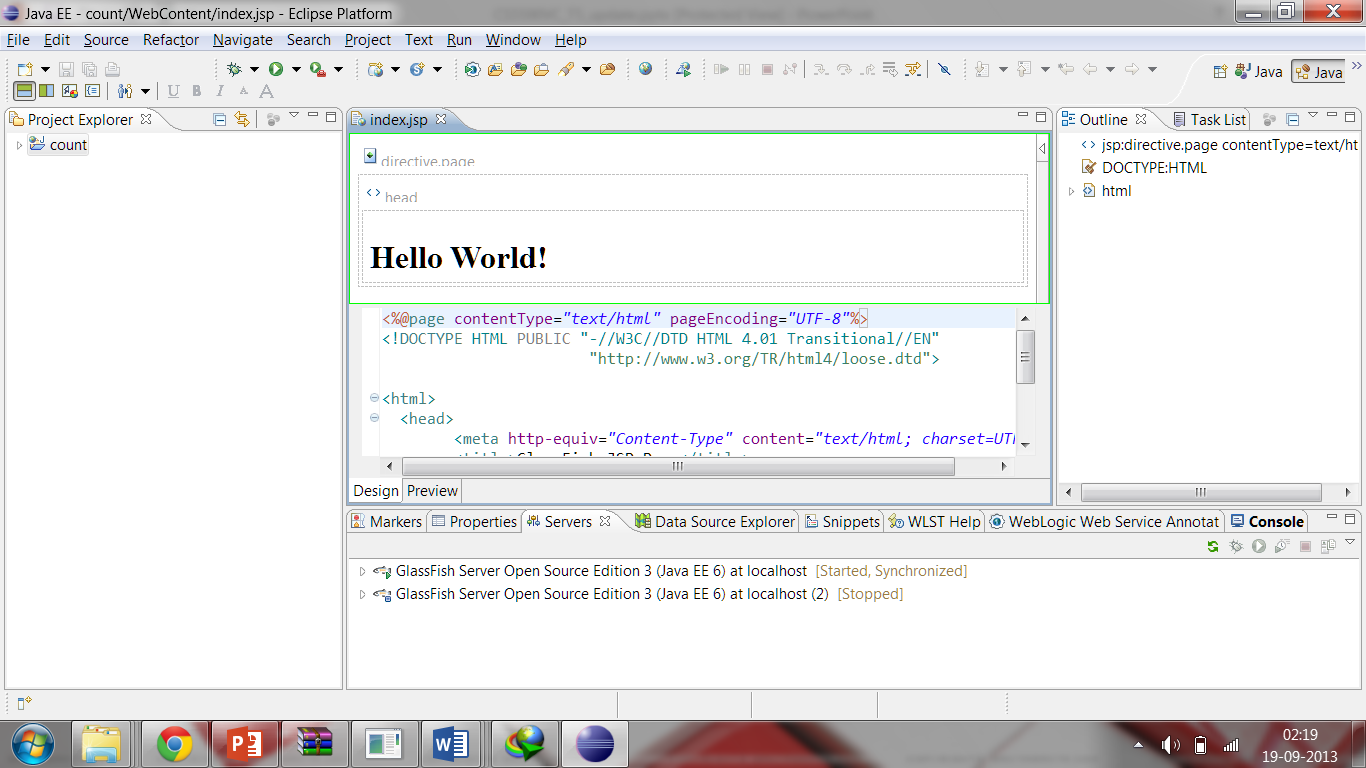 Java EE - count/WebContent/index.jsp - Eclipse Platform
File Edit Source Refactor Navigate Search Project Text Run Window Help
Java Java
U B I A A
Project Explorer
count
index.jsp
directive.page
head
Hello World!
<%@page contentType="text/html" pageEncoding="UTF-8"%>
<!DOCTYPE HTML PUBLIC "-//W3C//DTD HTML 4.01 Transitional//EN"
"http://www.w3.org/TR/html4/loose.dtd">
<html>
<head>
<meta http-equiv="Content-Type" content="text/html; charset=UTF
Design Preview
Outline Task List
jsp:directive.page contentType=text/ht
DOCTYPE:HTML
html
Markers Properties Servers Data Source Explorer Snippets WLST Help WebLogic Web Service Annotat Console
GlassFish Server Open Source Edition 3 (Java EE 6) at localhost [Started, Synchronized]
GlassFish Server Open Source Edition 3 (Java EE 6) at localhost (2) [Stopped]
02:19
19-09-2013